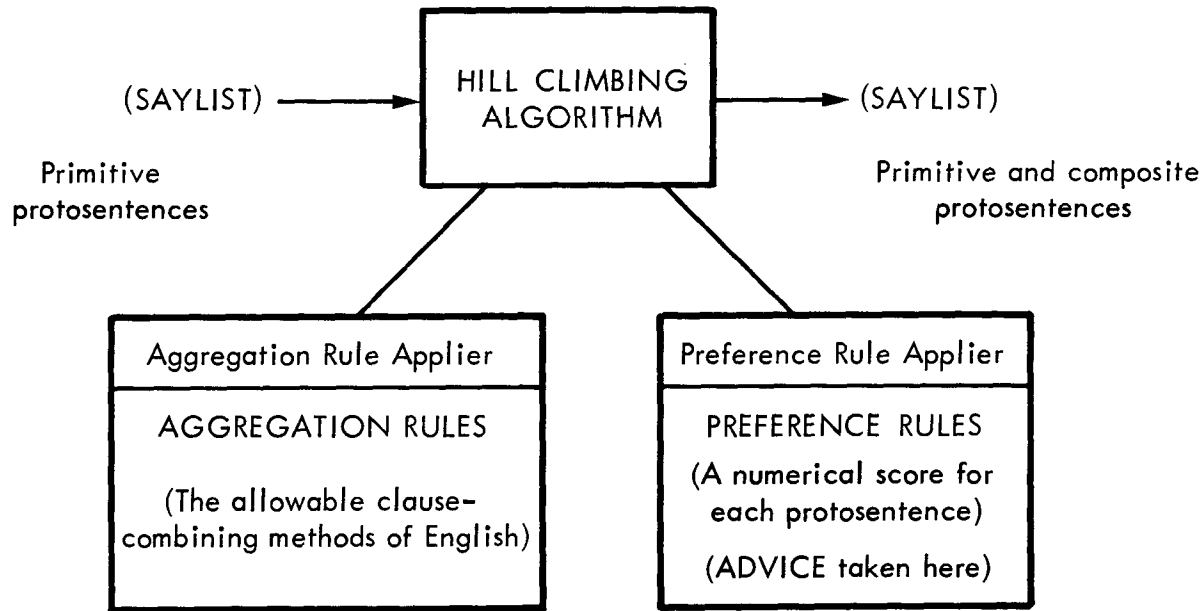 HILL CLIMBING
ALGORITHM
(SAYLIST)
(SAYLIST)
Primitive
protosentences
Primitive and composite
protosentences
Aggregation Rule Applier
AGGREGATION RULES
(The allowable clause-
combining methods of English)
Preference Rule Applier
PREFERENCE RULES
(A numerical score for
each protosentence)
(ADVICE taken here)